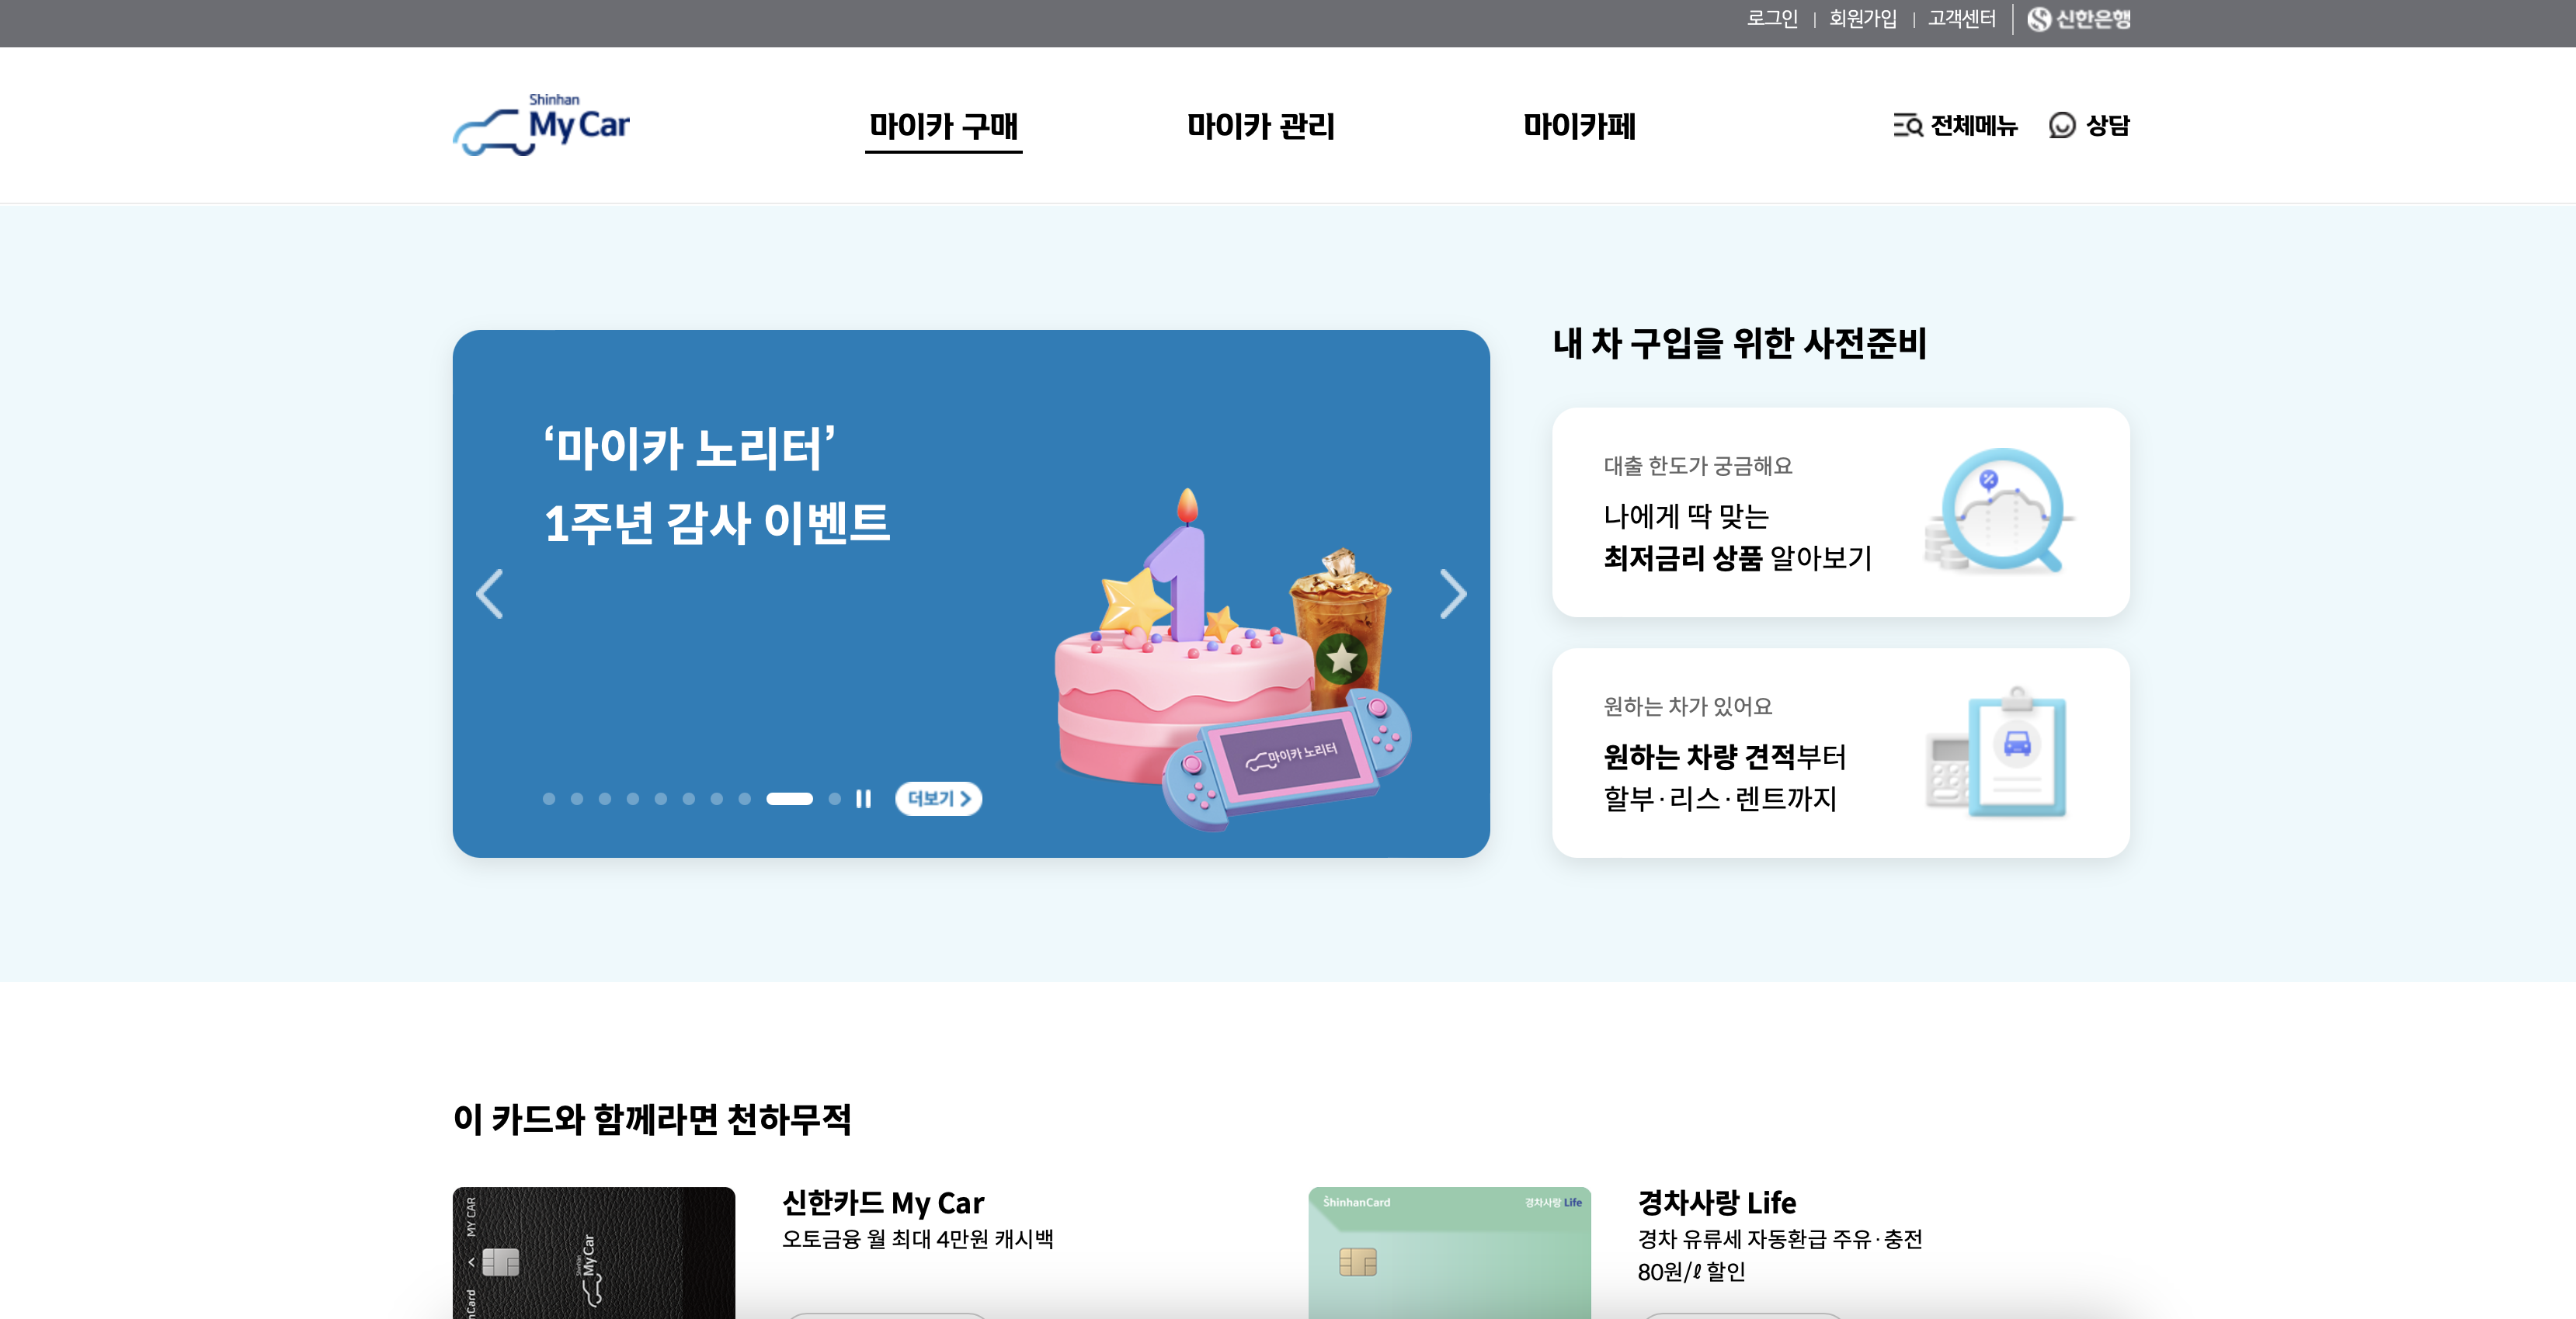 로그인 | 회원가입 | 고객센터 | 신한은행
Shinhan
My Car
마이카 구매
마이카 관리
마이카페
전체메뉴
상담
‘마이카 노리터’
1주년 감사 이벤트
마이카 노리터
더보기
내 차 구입을 위한 사전준비
대출 한도가 궁금해요
나에게 딱 맞는
최저금리 상품 알아보기
원하는 차가 있어요
원하는 차량 견적부터
할부·리스·렌트까지
이 카드와 함께라면 천하무적
MY CAR
Shinhan
My Car
신한카드 My Car
오토금융 월 최대 4만원 캐시백
ShinhanCard
경차사랑 Life
경차사랑 Life
경차 유류세 자동환급 주유·충전
80원/ℓ 할인